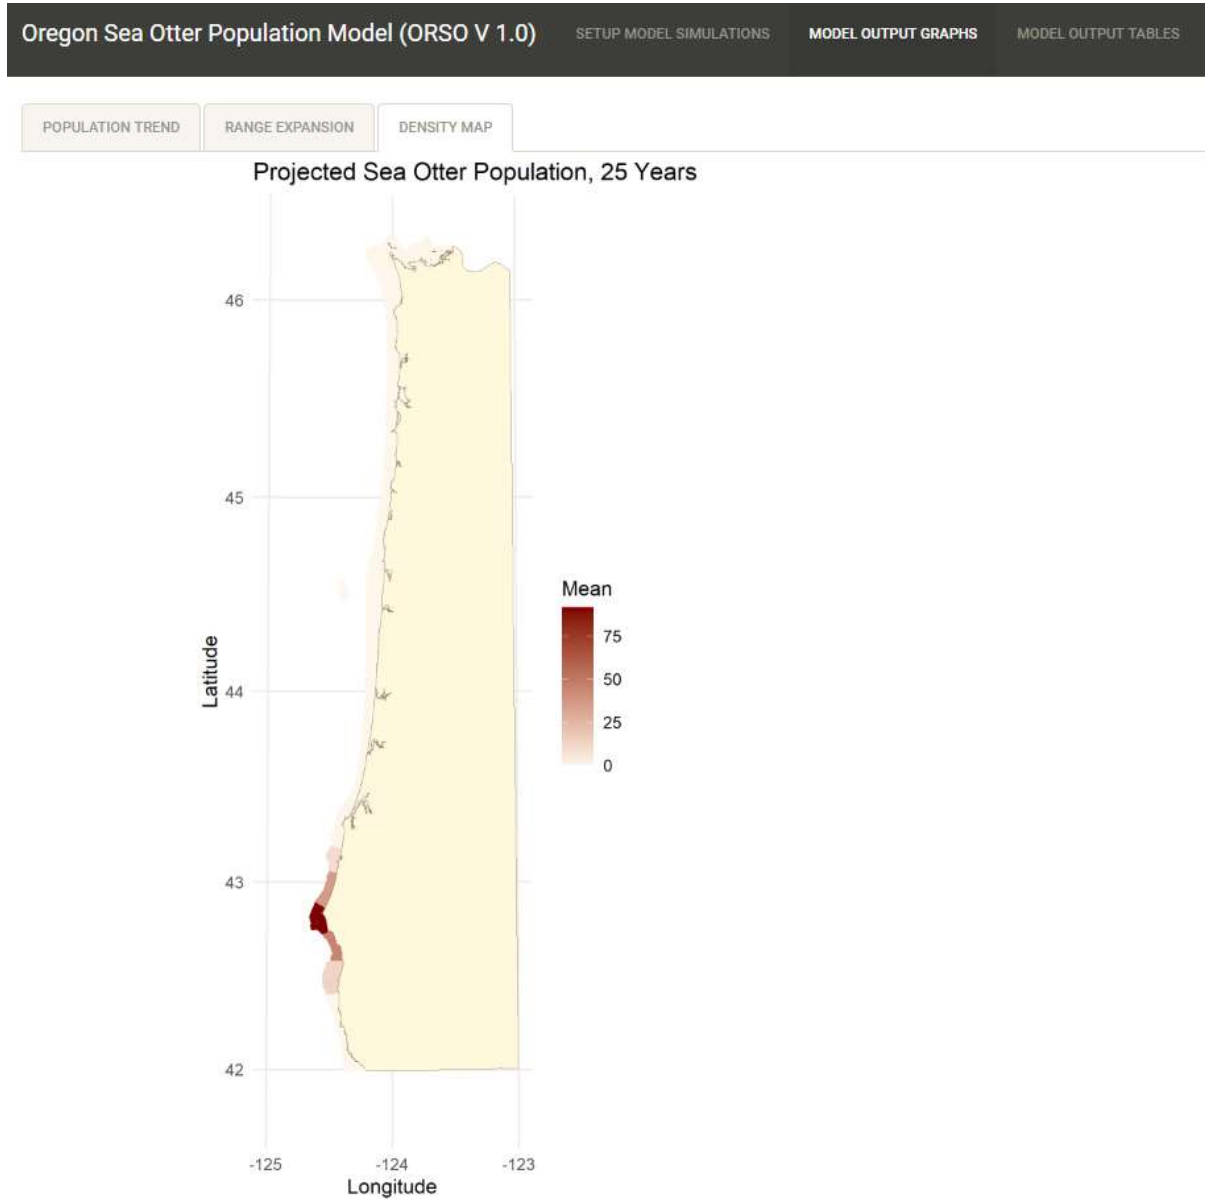 Oregon Sea Otter Population Model (ORSO V 1.0) SETUP MODEL SIMULATIONS MODEL OUTPUT GRAPHS MODEL OUTPUT TABLES
POPULATION TREND RANGE EXPANSION DENSITY MAP
Projected Sea Otter Population, 25 Years
46
45
44
43
42
Latitude
-125 -124 -123
Longitude
Mean
75
50
25
0